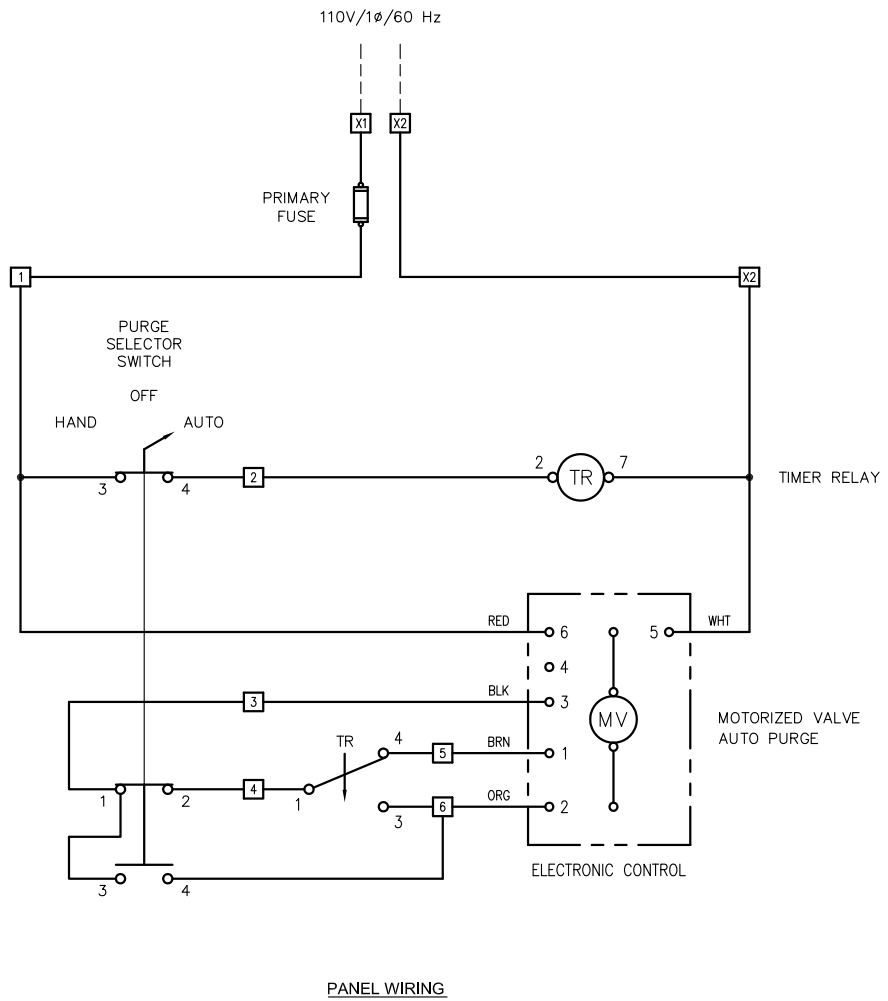 110V/1ø/60 Hz
X1
X2
PRIMARY
FUSE
1
X2
PURGE
SELECTOR
SWITCH
OFF
HAND
AUTO
3
4
2
2
TR
7
TIMER RELAY
RED
6
5
WHT
4
3
BLK
3
MV
MOTORIZED VALVE
AUTO PURGE
TR
4
5
BRN
1
1
2
4
1
3
6
ORG
2
3
4
ELECTRONIC CONTROL
PANEL WIRING